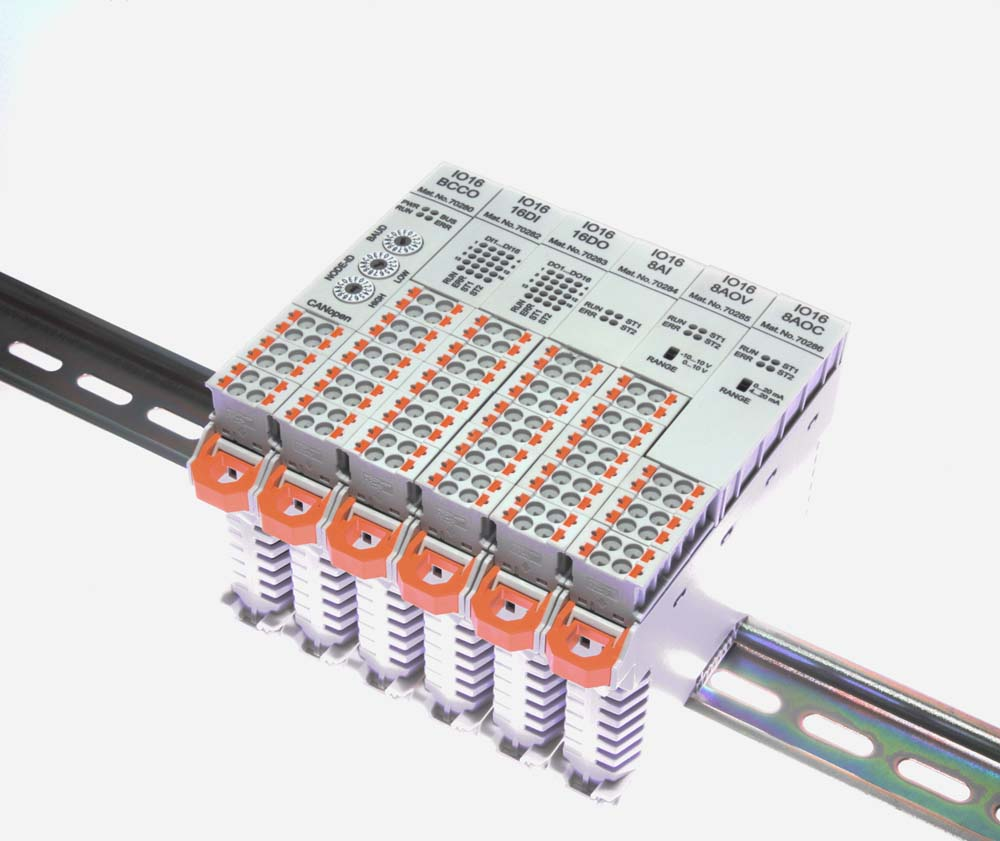 IO16
BCCO
Mat. No. 70280
PWR
RUN
BUS
ERR
BAUD
NODE-ID
LOW
HIGH
CANopen
IO16
16DI
Mat. No. 70282
DI1...DI16
RUN
ERR
ST1
ST2
IO16
16DO
Mat. No. 70283
DO1...DO16
RUN
ERR
ST1
ST2
IO16
8AI
Mat. No. 70284
RUN
ERR
ST1
ST2
IO16
8AOV
Mat. No. 70285
RUN
ERR
ST1
ST2
-10...10 V
0...10 V
RANGE
IO16
8AOC
Mat. No. 70286
RUN
ERR
ST1
ST2
0...20 mA
4...20 mA
RANGE